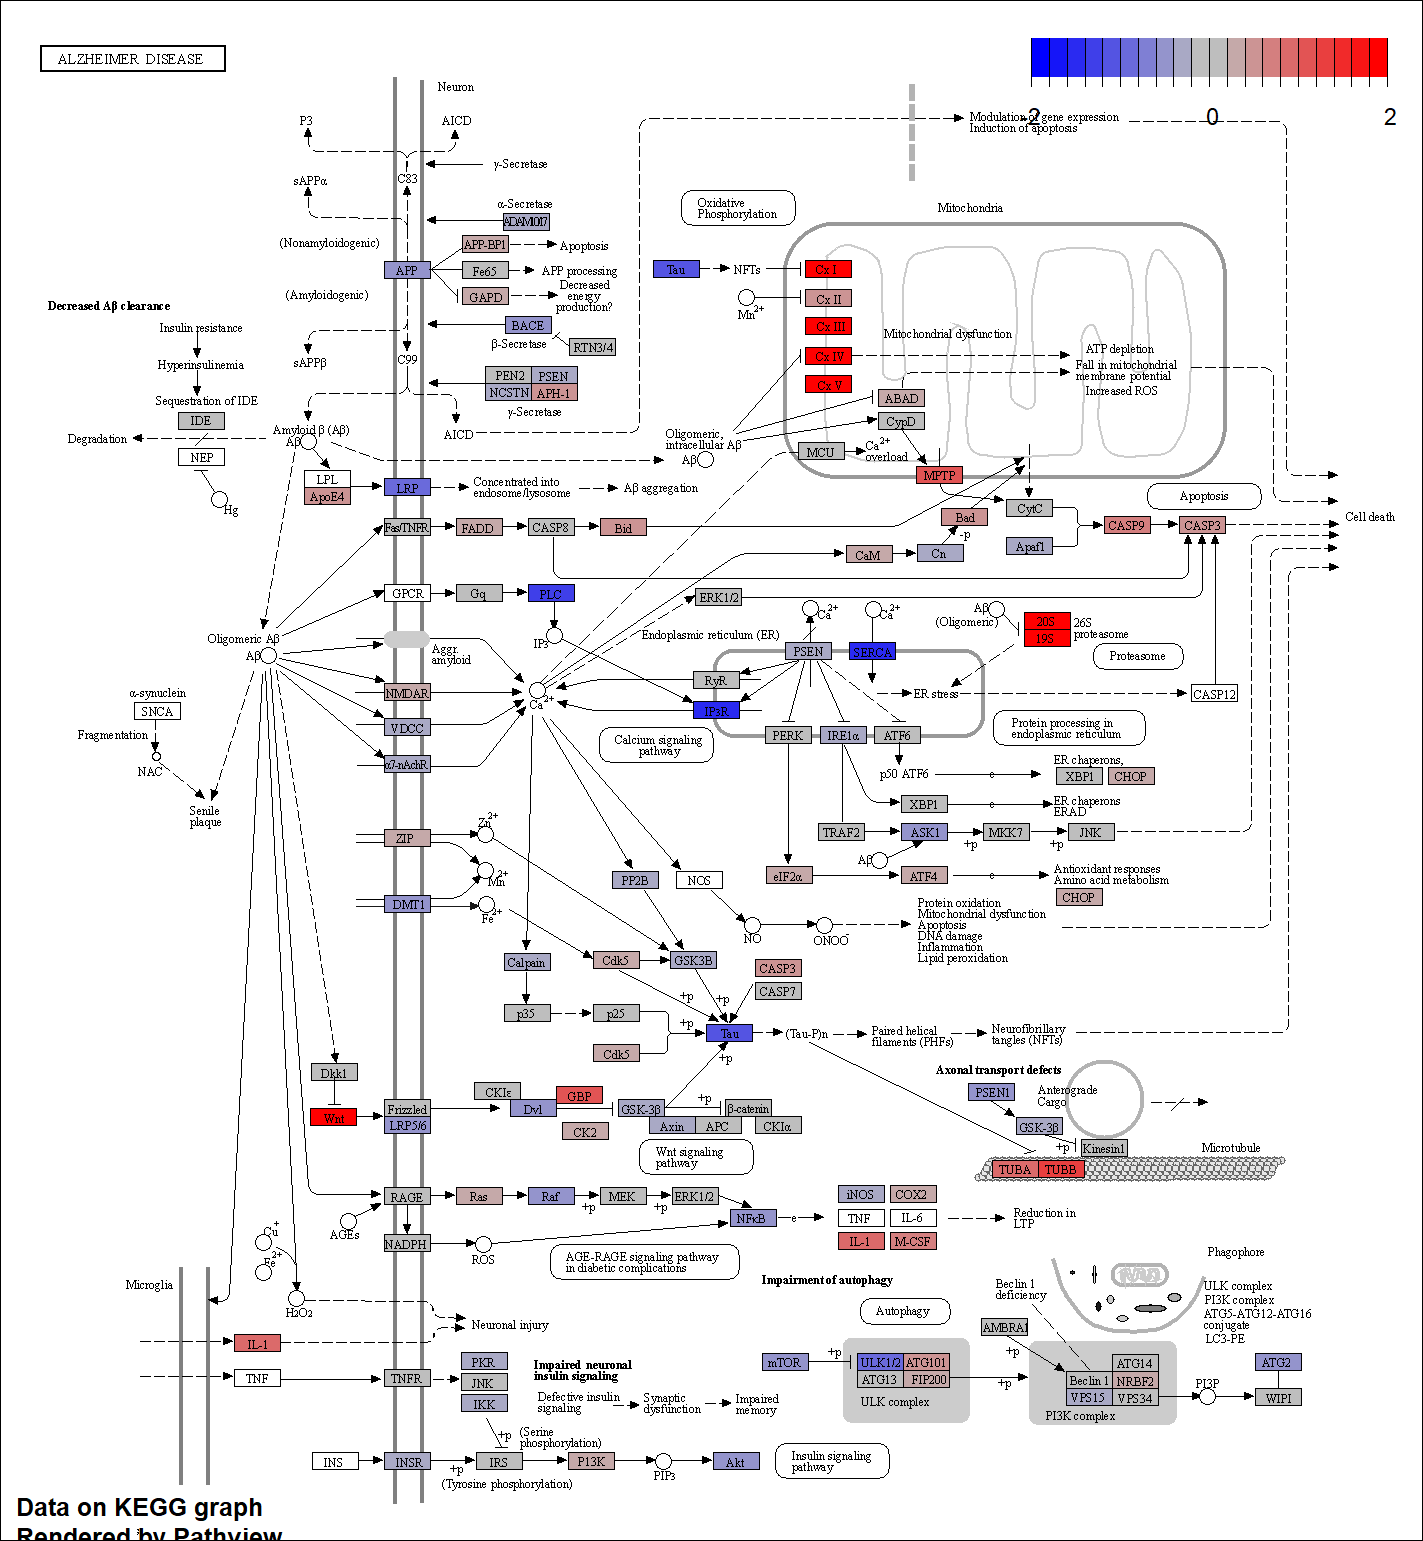 ALZHEIMER DISEASE
-2
0
2
Neuron
P3
AICD
γ-Secretase
C83
sAPPα
α-Secretase
ADAM10/17
(Nonamyloidogenic)
APP-BP1
Apoptosis
APP
Fe65
APP processing
(Amyloidogenic)
GAPD
Decreased
energy
production?
BACE
β-Secretase
RTN3/4
sAPPβ
C99
PEN2
PSEN
NCSTN
APH-1
γ-Secretase
AICD
Decreased Aβ clearance
Insulin resistance
Hyperinsulinemia
Sequestration of IDE
IDE
Degradation
NEP
Hg
Amyloid β (Aβ)
Aβ
LPL
ApoE4
LRP
Concentrated into
endosome/lysosome
Aβ aggregation
Modulation of gene expression
Induction of apoptosis
Oxidative
Phosphorylation
Mitochondria
Tau
NFTs
Mn2+
Cx I
Cx II
Cx III
Cx IV
Cx V
Mitochondrial dysfunction
ATP depletion
Fall in mitochondrial
membrane potential
Increased ROS
ABAD
CypD
Oligomeric,
intracellular Aβ
Aβ
MCU
Ca2+
overload
MPTP
Apoptosis
Fas/TNFR
FADD
CASP8
Bid
Bad
-p
CytC
CASP9
CASP3
Cell death
CaM
Cn
Apaf1
GPCR
Gq
PLC
IP3
ERK1/2
Ca2+
Ca2+
Aβ
(Oligomeric)
20S
19S
26S
proteasome
Proteasome
Oligomeric Aβ
Aβ
Aggr.
amyloid
Endoplasmic reticulum (ER)
PSEN
SERCA
RyR
IP3R
ER stress
CASP12
NMDAR
Ca2+
VDCC
α7-nAchR
α-synuclein
SNCA
Fragmentation
NAC
Senile
plaque
Calcium signaling
pathway
PERK
IRE1α
ATF6
Protein processing in
endoplasmic reticulum
p50 ATF6
e
ER chaperons,
XBP1
CHOP
XBP1
e
ER chaperons
ERAD
TRAF2
ASK1
+p
MKK7
+p
JNK
Aβ
eIF2α
ATF4
e
Antioxidant responses
Amino acid metabolism
CHOP
ZIP
Zn2+
Mn2+
DMT1
Fe2+
PP2B
NOS
NO
ONOO-
Protein oxidation
Mitochondrial dysfunction
Apoptosis
DNA damage
Inflammation
Lipid peroxidation
Calpain
Cdk5
GSK3B
CASP3
CASP7
+p
+p
p35
p25
+p
Tau
(Tau-P)n
Paired helical
filaments (PHFs)
Neurofibrillary
tangles (NFTs)
Cdk5
+p
Dkk1
Wnt
Frizzled
LRP5/6
CKIε
Dvl
GBP
CK2
GSK-3β
+p
β-catenin
Axin
APC
CKIα
Wnt signaling
pathway
Axonal transport defects
PSEN1
Anterograde
Cargo
GSK-3β
+p
Kinesin1
Microtubule
TUBA
TUBB
RAGE
Ras
Raf
+p
MEK
+p
ERK1/2
NFκB
e
iNOS
COX2
TNF
IL-6
IL-1
M-CSF
Reduction in
LTP
AGEs
NADPH
ROS
AGE-RAGE signaling pathway
in diabetic complications
Cu+
Fe2+
H2O2
Microglia
Neuronal injury
IL-1
TNF
TNFR
PKR
JNK
IKK
Impaired neuronal
insulin signaling
Defective insulin
signaling
Synaptic
dysfunction
Impaired
memory
+p
(Serine
phosphorylation)
INS
INSR
+p
IRS
(Tyrosine phosphorylation)
PI3K
PIP3
Akt
Insulin signaling
pathway
Impairment of autophagy
Autophagy
mTOR
+p
ULK1/2
ATG101
ATG13
FIP200
ULK complex
+p
Beclin 1
deficiency
AMBRA1
+p
ATG14
Beclin 1
NRBF2
VPS15
VPS34
PI3K complex
PI3P
ATG2
WIPI
Phagophore
ULK complex
PI3K complex
ATG5-ATG12-ATG16
conjugate
LC3-PE
Data on KEGG graph
Rendered by Pathview